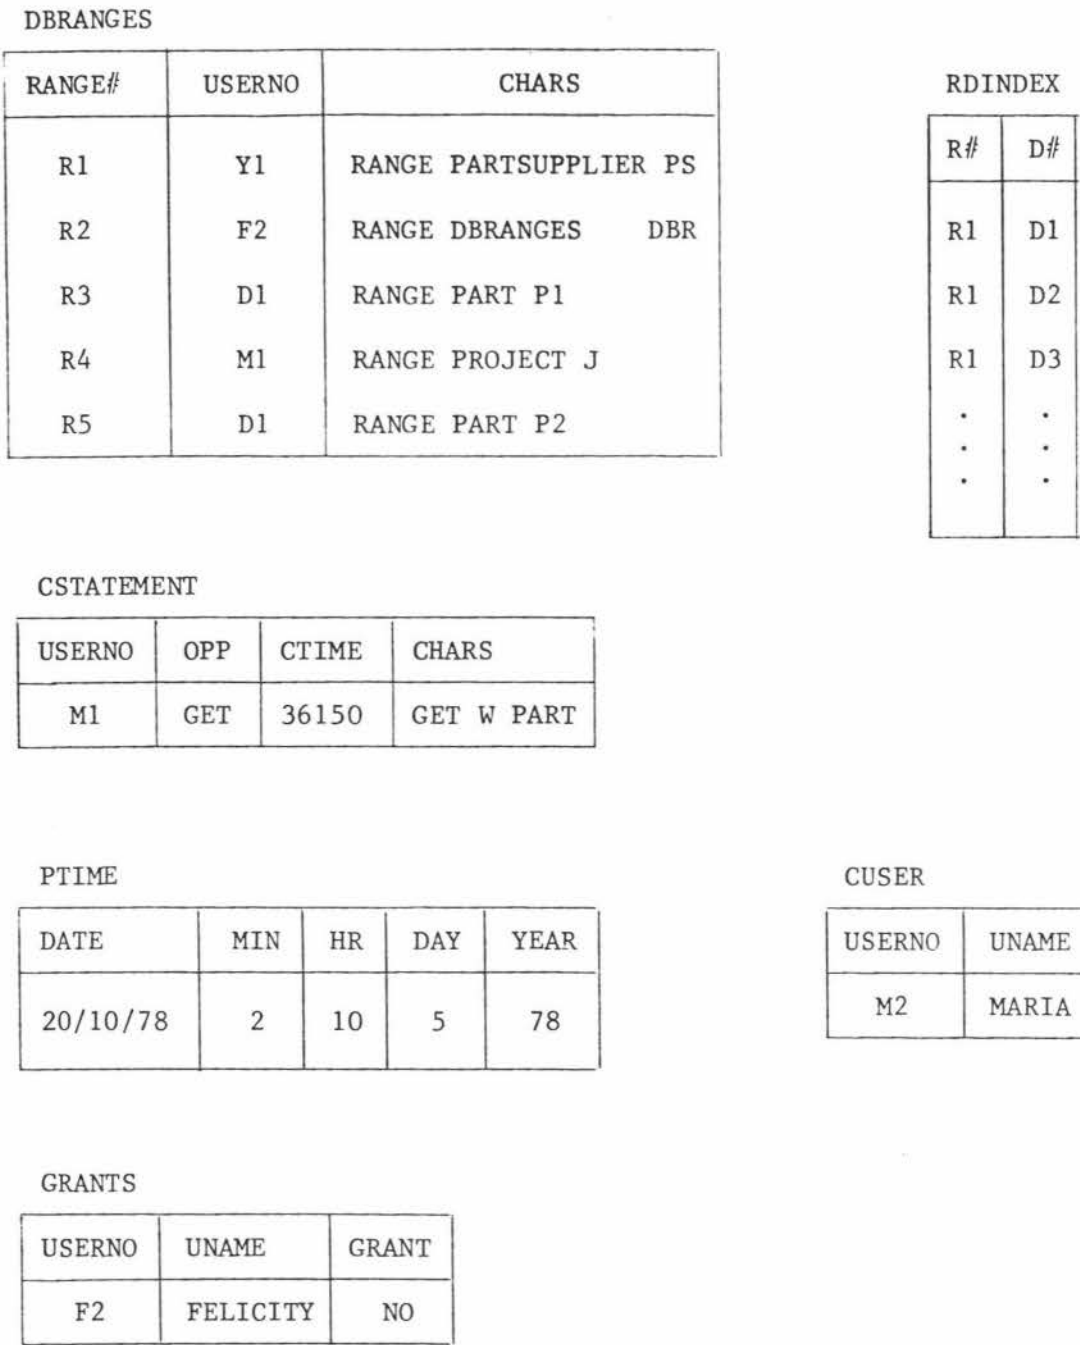 DBRANGES
RANGE# USERNO CHARS
R1 Y1 RANGE PARTSUPPLIER PS
R2 F2 RANGE DBRANGES DBR
R3 D1 RANGE PART P1
R4 M1 RANGE PROJECT J
R5 D1 RANGE PART P2
RDINDEX
R# D#
R1 D1
R1 D2
R1 D3
. .
. .
. .
CSTATEMENT
USERNO OPP CTIME CHARS
M1 GET 36150 GET W PART
PTIME
DATE MIN HR DAY YEAR
20/10/78 2 10 5 78
CUSER
USERNO UNAME
M2 MARIA
GRANTS
USERNO UNAME GRANT
F2 FELICITY NO